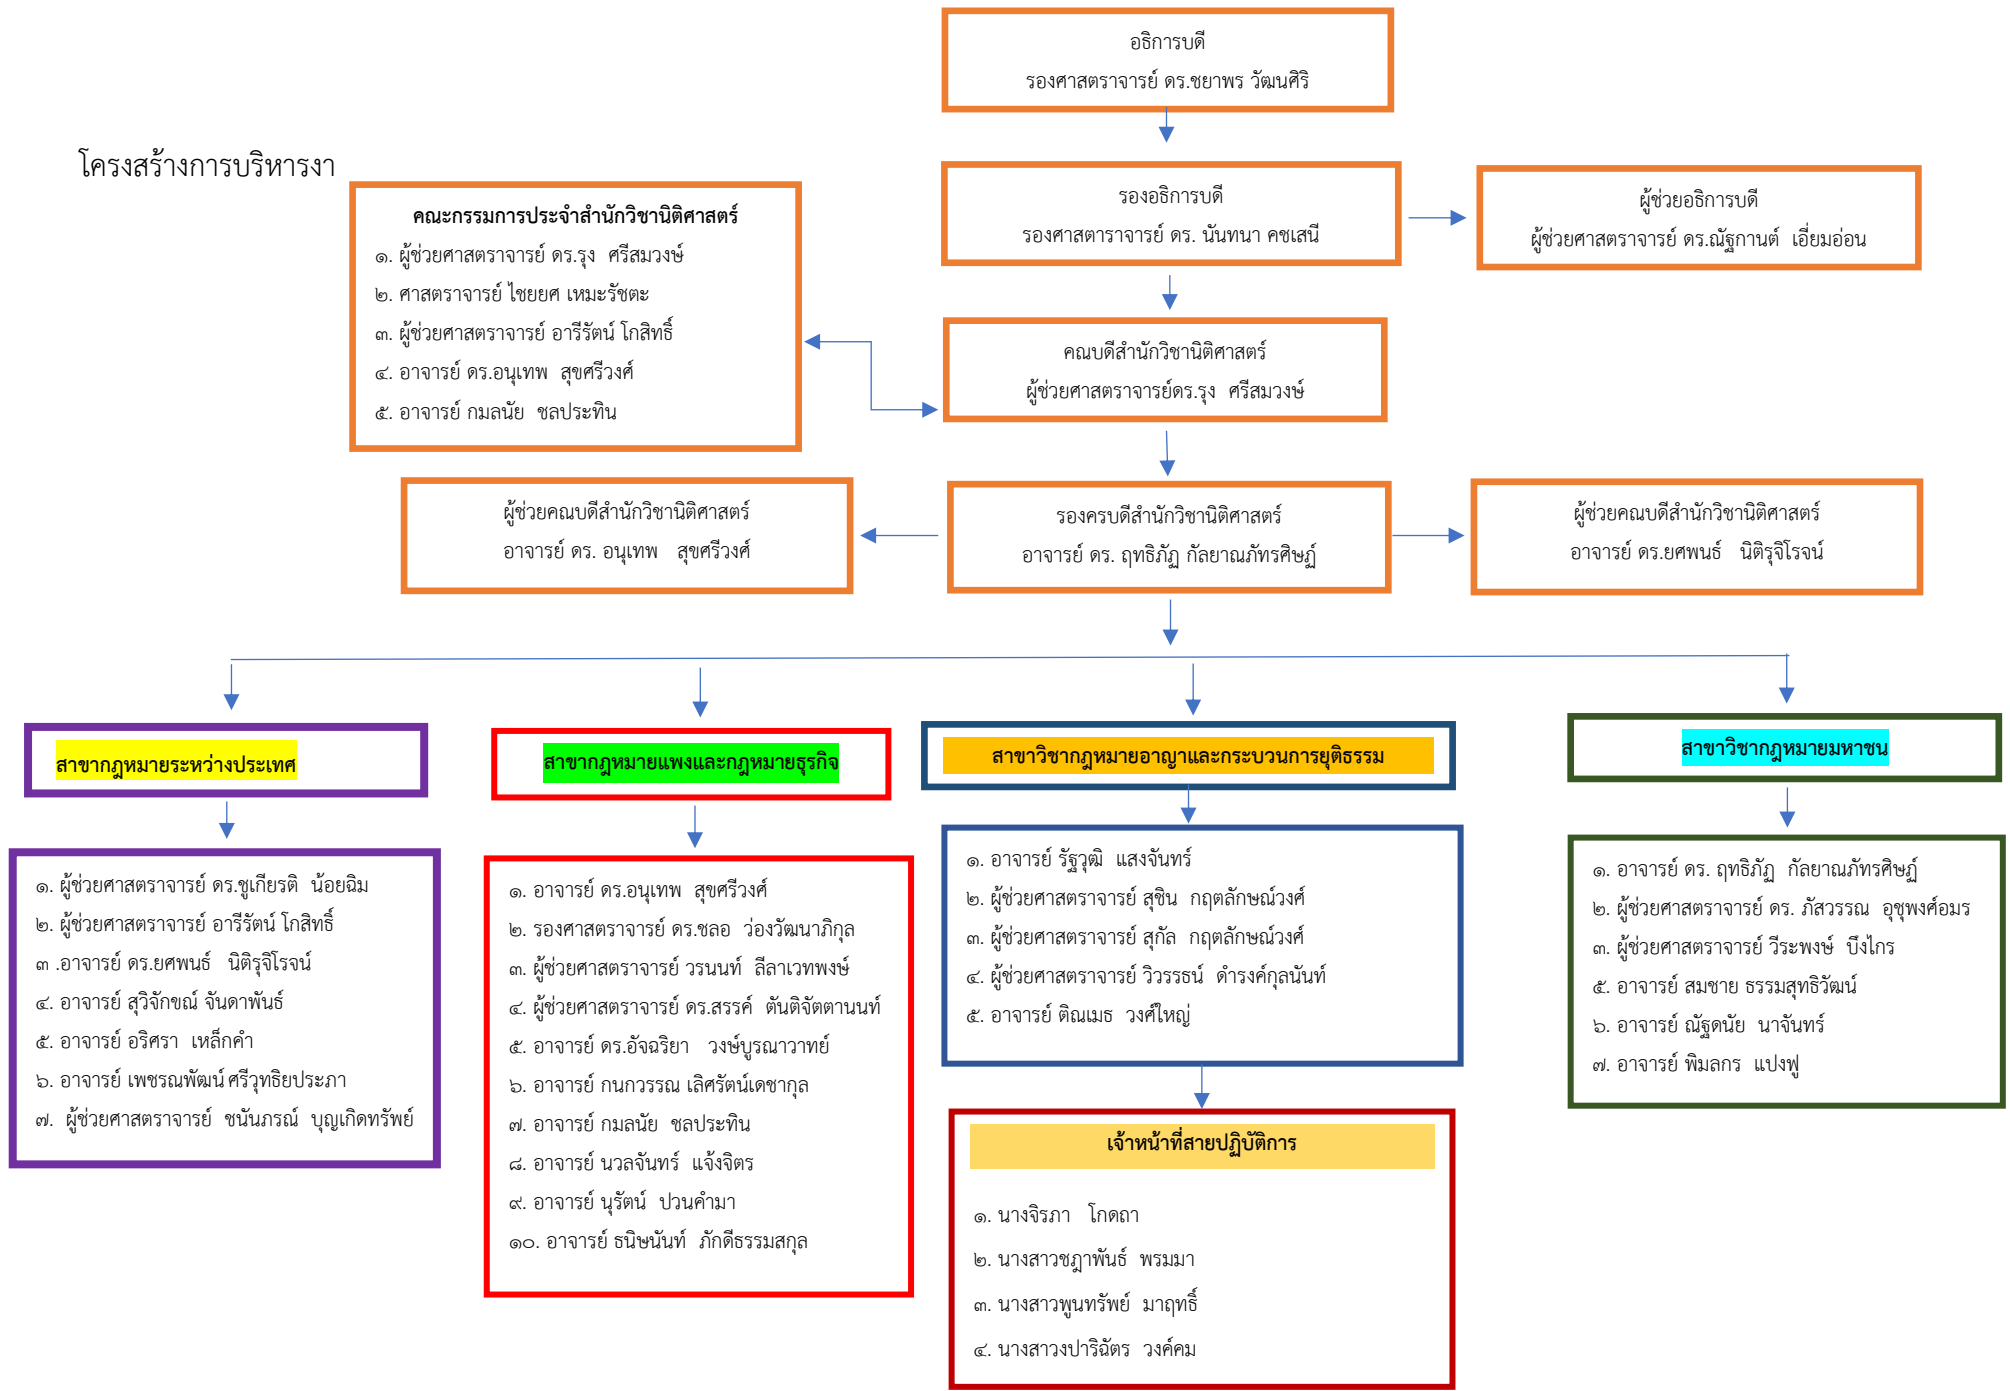 อธิการบดี
รองศาสตราจารย์ ดร.ชยาพร วัฒนศิริ
โครงสร้างการบริหารงา
รองอธิการบดี
รองศาสตาราจารย์ ดร. นันทนา คชเสนี
ผู้ช่วยอธิการบดี
ผู้ช่วยศาสตราจารย์ ดร.ณัฐกานต์ เอี่ยมอ่อน
คณะกรรมการประจำสำนักวิชานิติศาสตร์
๑. ผู้ช่วยศาสตราจารย์ ดร.รุง ศรีสมวงษ์
๒. ศาสตราจารย์ ไชยยศ เหมะรัชตะ
๓. ผู้ช่วยศาสตราจารย์ อารีรัตน์ โกสิทธิ์
๔. อาจารย์ ดร.อนุเทพ สุขศรีวงศ์
๕. อาจารย์ กมลนัย ชลประทิน
คณบดีสำนักวิชานิติศาสตร์
ผู้ช่วยศาสตราจารย์ดร.รุง ศรีสมวงษ์
ผู้ช่วยคณบดีสำนักวิชานิติศาสตร์
อาจารย์ ดร. อนุเทพ สุขศรีวงศ์
รองครบดีสำนักวิชานิติศาสตร์
อาจารย์ ดร. ฤทธิภัฏ กัลยาณภัทรศิษฏ์
ผู้ช่วยคณบดีสำนักวิชานิติศาสตร์
อาจารย์ ดร.ยศพนธ์ นิติรุจิโรจน์
สาขากฎหมายระหว่างประเทศ
๑. ผู้ช่วยศาสตราจารย์ ดร.ชูเกียรติ น้อยฉิม
๒. ผู้ช่วยศาสตราจารย์ อารีรัตน์ โกสิทธิ์
๓ .อาจารย์ ดร.ยศพนธ์ นิติรุจิโรจน์
๔. อาจารย์ สุวิจักขณ์ จันดาพันธ์
๕. อาจารย์ อริศรา เหล็กคำ
๖. อาจารย์ เพชรณพัฒน์ ศรีวุทธิยประภา
๗. ผู้ช่วยศาสตราจารย์ ชนันภรณ์ บุญเกิดทรัพย์
สาขากฎหมายแพงและกฎหมายธุรกิจ
๑. อาจารย์ ดร.อนุเทพ สุขศรีวงศ์
๒. รองศาสตราจารย์ ดร.ชลอ ว่องวัฒนาภิกุล
๓. ผู้ช่วยศาสตราจารย์ วรนนท์ ลีลาเวทพงษ์
๔. ผู้ช่วยศาสตราจารย์ ดร.สรรค์ ตันติจัตตานนท์
๕. อาจารย์ ดร.อัจฉริยา วงษ์บูรณาวาทย์
๖. อาจารย์ กนกวรรณ เลิศรัตน์เดชากุล
๗. อาจารย์ กมลนัย ชลประทิน
๘. อาจารย์ นวลจันทร์ แจ้งจิตร
๙. อาจารย์ นุรัตน์ ปวนคำมา
๑๐. อาจารย์ ธนิษนันท์ ภักดีธรรมสกุล
สาขาวิชากฎหมายอาญาและกระบวนการยุติธรรม
๑. อาจารย์ รัฐวุฒิ แสงจันทร์
๒. ผู้ช่วยศาสตราจารย์ สุชิน กฤตลักษณ์วงศ์
๓. ผู้ช่วยศาสตราจารย์ สุกัล กฤตลักษณ์วงศ์
๔. ผู้ช่วยศาสตราจารย์ วิวรรธน์ ดำรงค์กุลนันท์
๕. อาจารย์ ติณเมธ วงศ์ใหญ่
เจ้าหน้าที่สายปฏิบัติการ
๑. นางจิรภา โกดถา
๒. นางสาวชฎาพันธ์ พรมมา
๓. นางสาวพูนทรัพย์ มาฤทธิ์
๔. นางสาวงปาริฉัตร วงค์คม
สาขาวิชากฎหมายมหาชน
๑. อาจารย์ ดร. ฤทธิภัฏ กัลยาณภัทรศิษฏ์
๒. ผู้ช่วยศาสตราจารย์ ดร. ภัสวรรณ อุชุพงศ์อมร
๓. ผู้ช่วยศาสตราจารย์ วีระพงษ์ บึงไกร
๕. อาจารย์ สมชาย ธรรมสุทธิวัฒน์
๖. อาจารย์ ณัฐดนัย นาจันทร์
๗. อาจารย์ พิมลกร แปงฟู